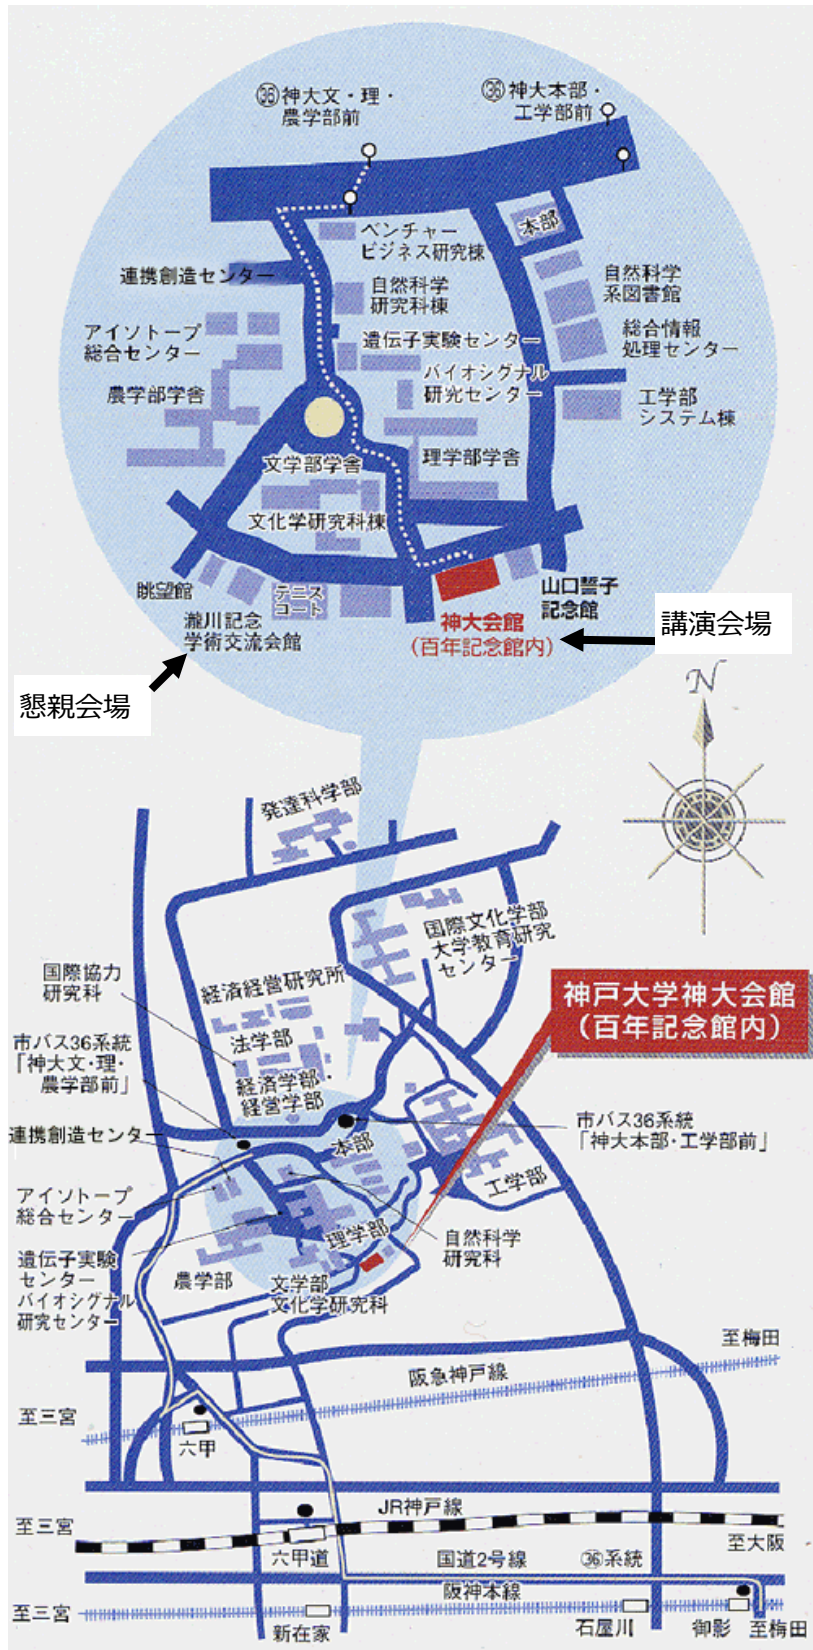 ㊱神大文・理・
農学部前
㊱神大本部・
工学部前
本部
ベンチャー
ビジネス研究棟
連携創造センター
自然科学
研究科棟
自然科学
系図書館
アイソトープ
総合センター
遺伝子実験センター
総合情報
処理センター
バイオシグナル
研究センター
農学部学舎
工学部
システム棟
文学部学舎
理学部学舎
文化学研究科棟
眺望館
テニス
コート
瀧川記念
学術交流会館
神大会館
(百年記念館内)
山口誓子
記念館
講演会場
懇親会場
N
発達科学部
国際文化学部
大学教育研究
センター
国際協力
研究科
経済経営研究所
神戸大学神大会館
(百年記念館内)
法学部
市バス36系統
「神大文・理・
農学部前」
経済学部・
経営学部
連携創造センター
本部
市バス36系統
「神大本部・工学部前」
アイソトープ
総合センター
工学部
理学部
自然科学
研究科
遺伝子実験
センター
バイオシグナル
研究センター
農学部
文学部
文化学研究科
至梅田
阪急神戸線
至三宮
六甲
JR神戸線
至三宮
至大阪
六甲道
国道2号線
㊱系統
阪神本線
至三宮
新在家
石屋川
御影
至梅田